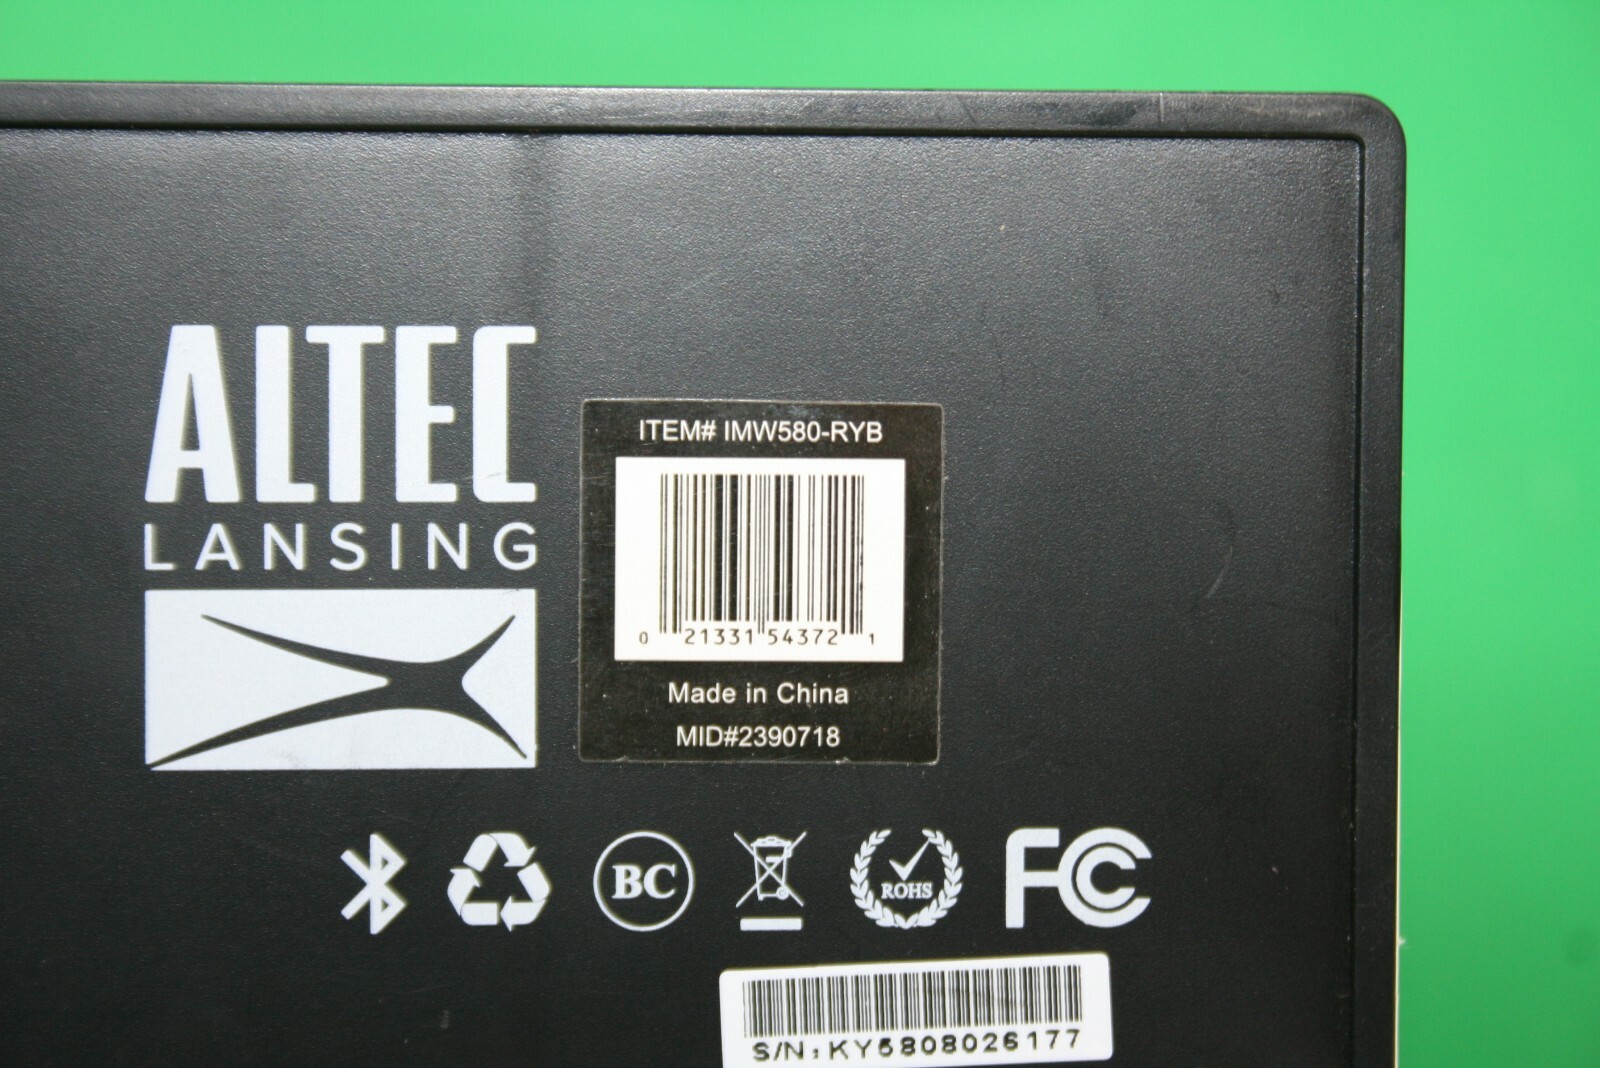 ALTEC
LANSING
ITEM# IMW580-RYB
0 21331 54372 1
Made in China
MID#2390718
BC
ROHS
FC
S/N:KY5808026177